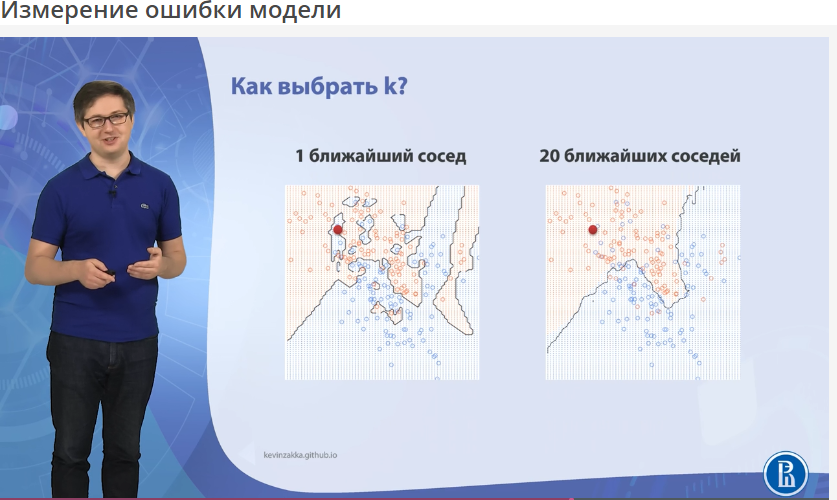 Измерение ошибки модели
Как выбрать k?
1 ближайший сосед
20 ближайших соседей
kevinzakka.github.io